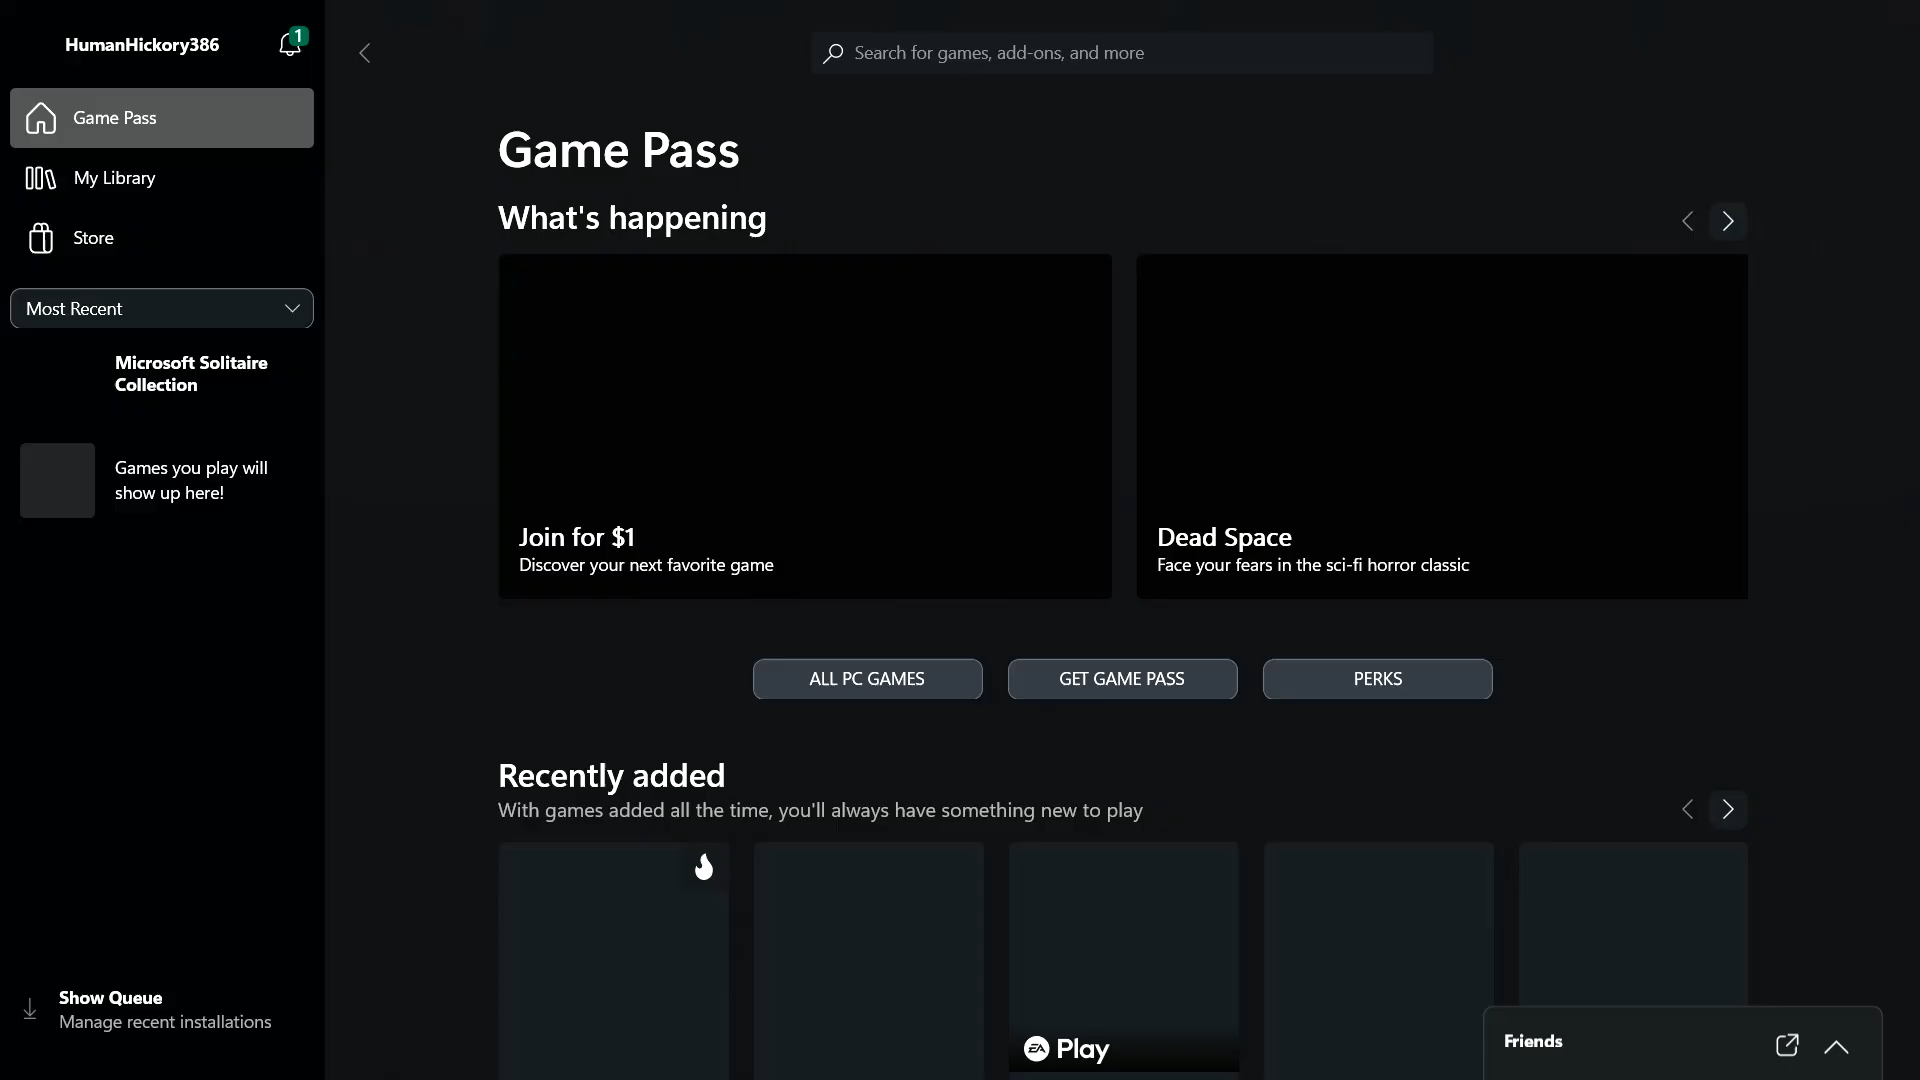 HumanHickory386
1
Search for games, add-ons, and more
Game Pass
My Library
Store
Most Recent
Microsoft Solitaire
Collection
Games you play will
show up here!
Show Queue
Manage recent installations
Game Pass
What's happening
Join for $1
Discover your next favorite game
Dead Space
Face your fears in the sci-fi horror classic
ALL PC GAMES
GET GAME PASS
PERKS
Recently added
With games added all the time, you'll always have something new to play
EA Play
Friends